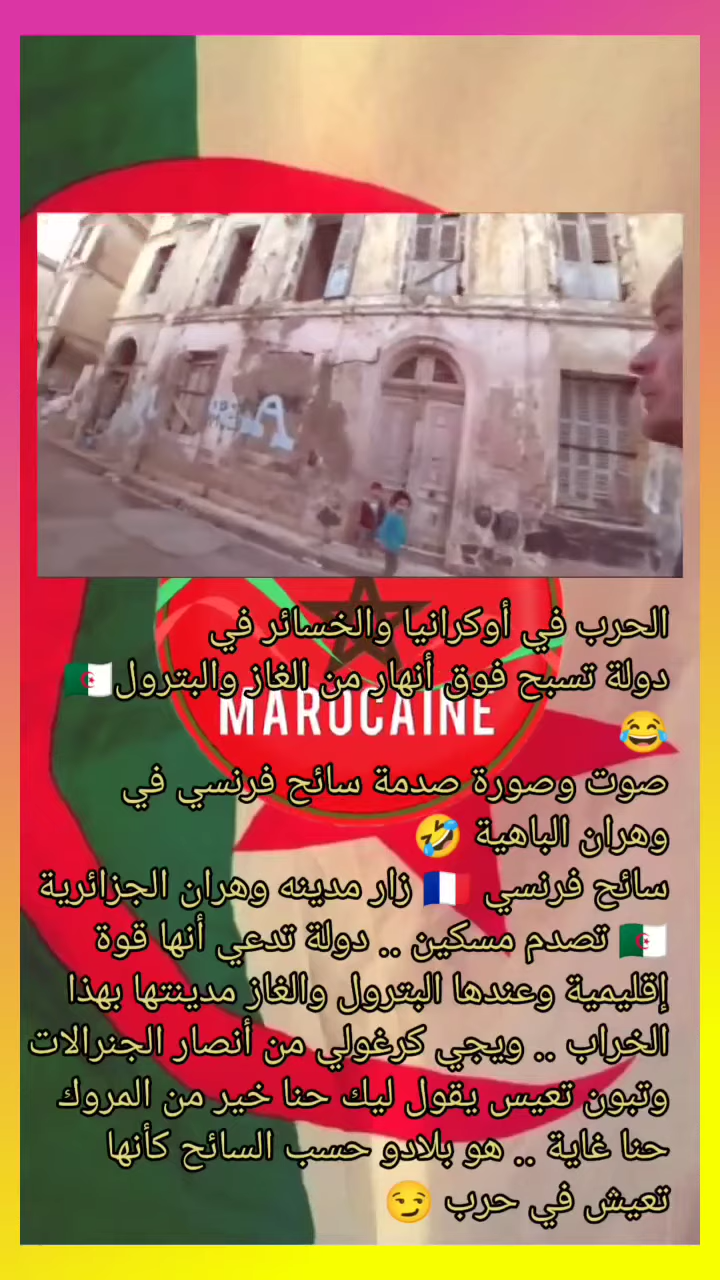 A
الحرب في أوكرانيا والخسائر في
دولة تسبح فوق أنهار من الغاز والبترول🇩🇿
😂
MAROCAINE
صوت وصورة صدمة سائح فرنسي في
وهران الباهية 🤣
سائح فرنسي 🇫🇷 زار مدينه وهران الجزائرية
🇩🇿 تصدم مسكين .. دولة تدعي أنها قوة
إقليمية وعندها البترول والغاز مدينتها بهذا
الخراب .. ويجي كرغولي من أنصار الجنرالات
وتبون تعيس يقول ليك حنا خير من المروك
حنا غاية .. هو بلادو حسب السائح كأنها
تعيش في حرب 😏